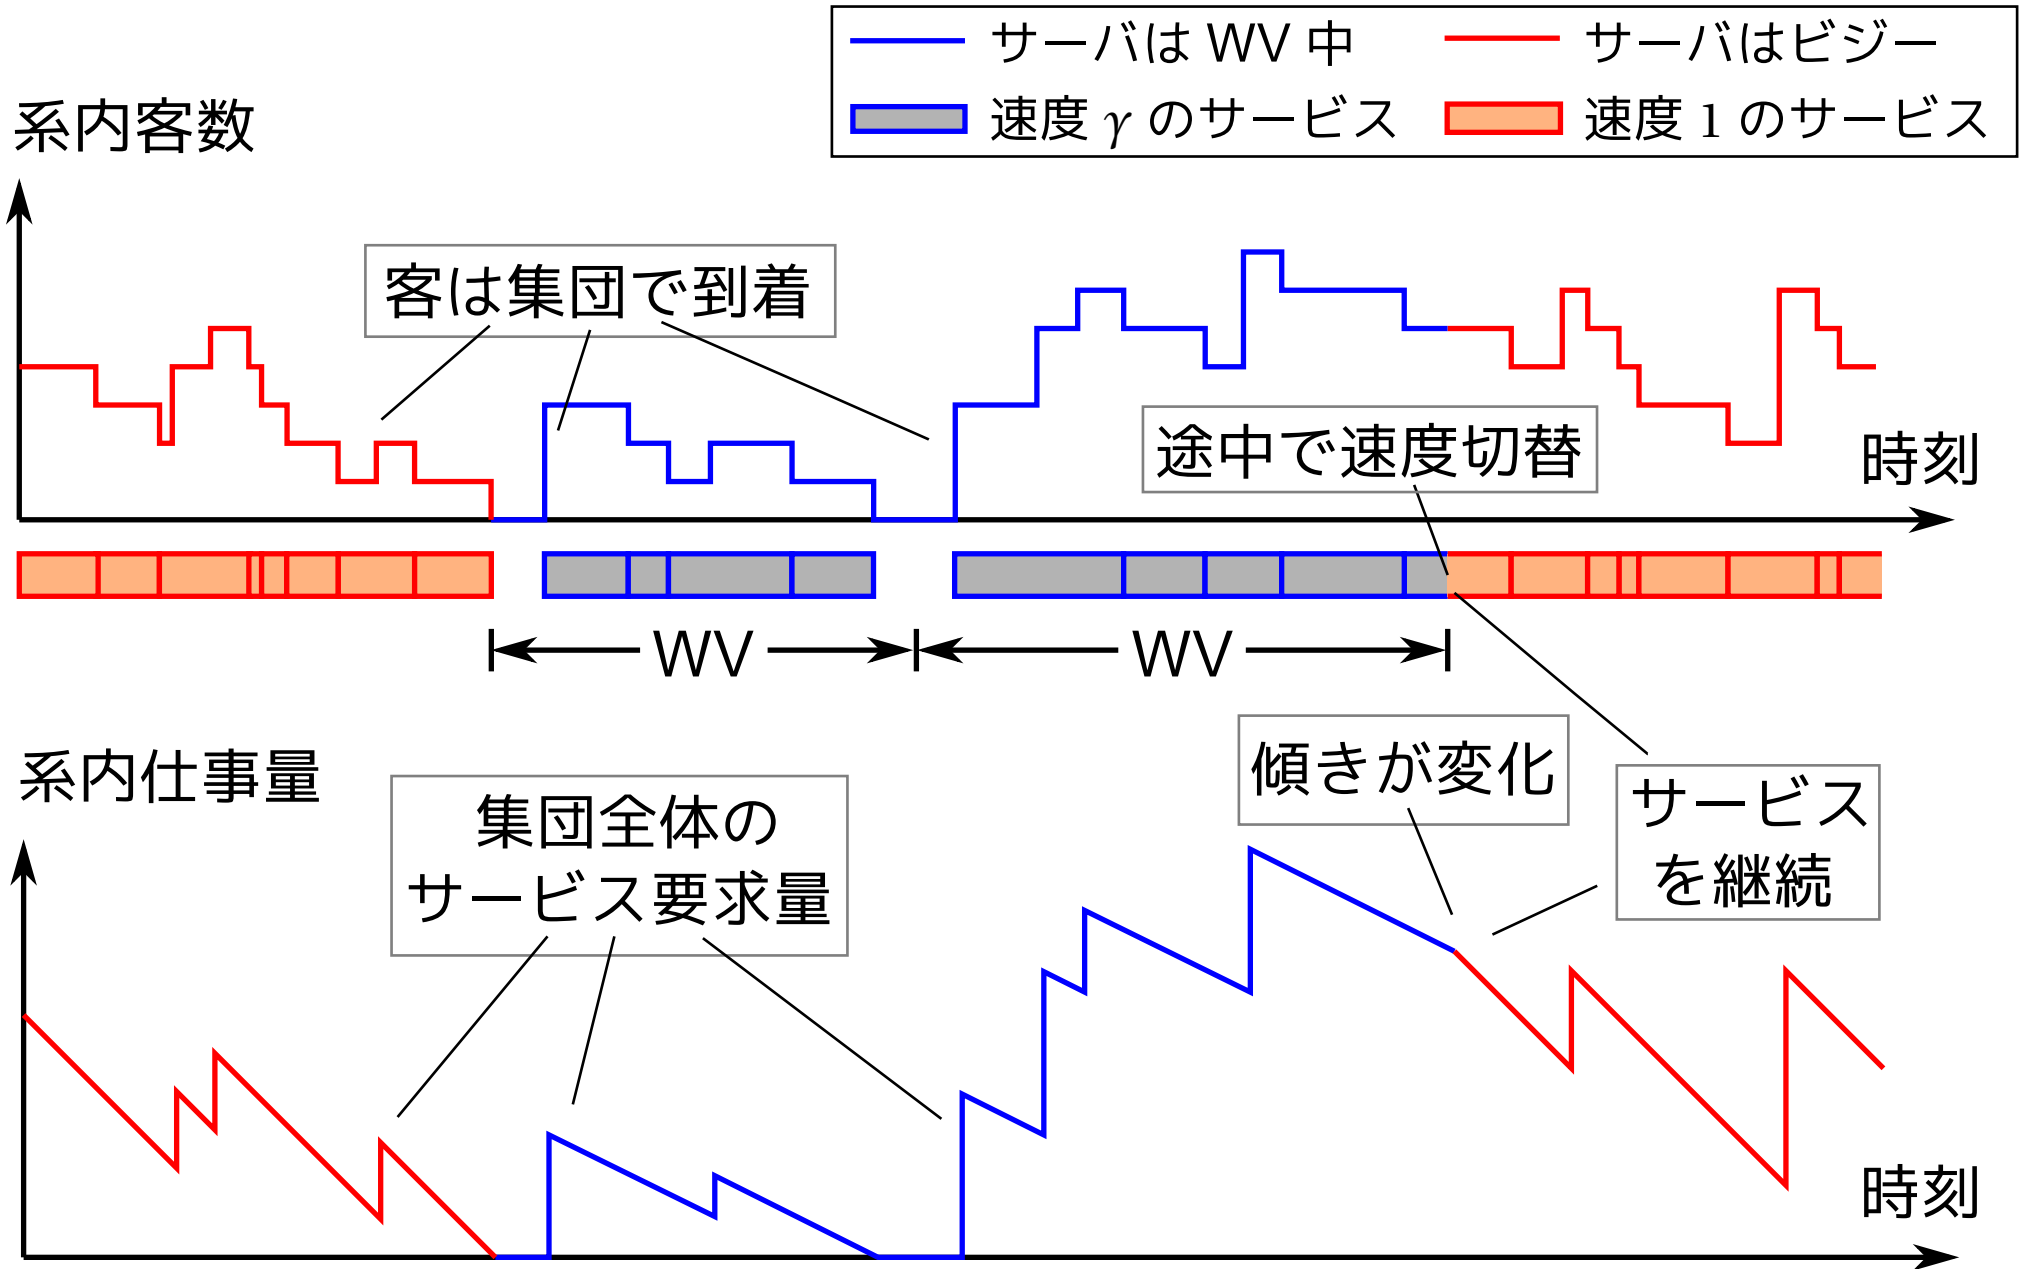 サーバは WV 中
サーバはビジー
速度 γ のサービス
速度 1 のサービス
系内客数
客は集団で到着
途中で速度切替
時刻
WV
WV
系内仕事量
集団全体の
サービス要求量
傾きが変化
サービス
を継続
時刻